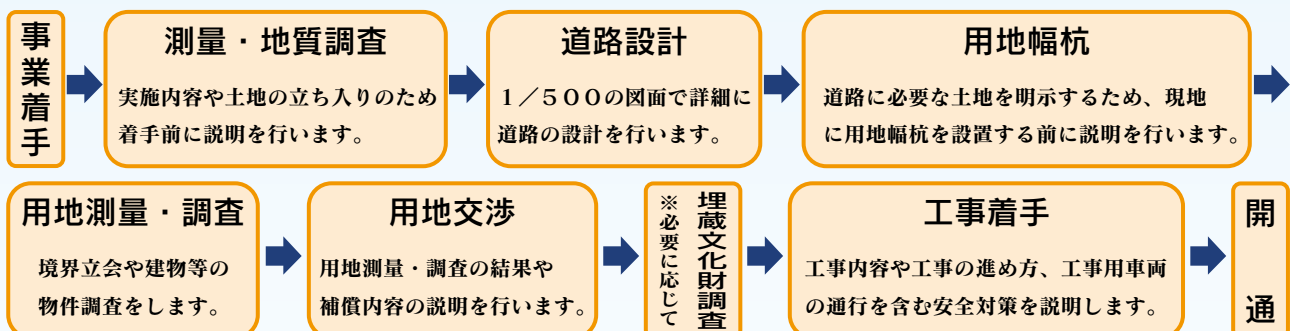 事業着手
測量・地質調査
実施内容や土地の立ち入りのため
着手前に説明を行います。
道路設計
１／５００の図面で詳細に
道路の設計を行います。
用地幅杭
道路に必要な土地を明示するため、現地
に用地幅杭を設置する前に説明を行います。
用地測量・調査
境界立会や建物等の
物件調査をします。
用地交渉
用地測量・調査の結果や
補償内容の説明を行います。
埋蔵文化財調査
※必要に応じて
工事着手
工事内容や工事の進め方、工事用車両
の通行を含む安全対策を説明します。
開通